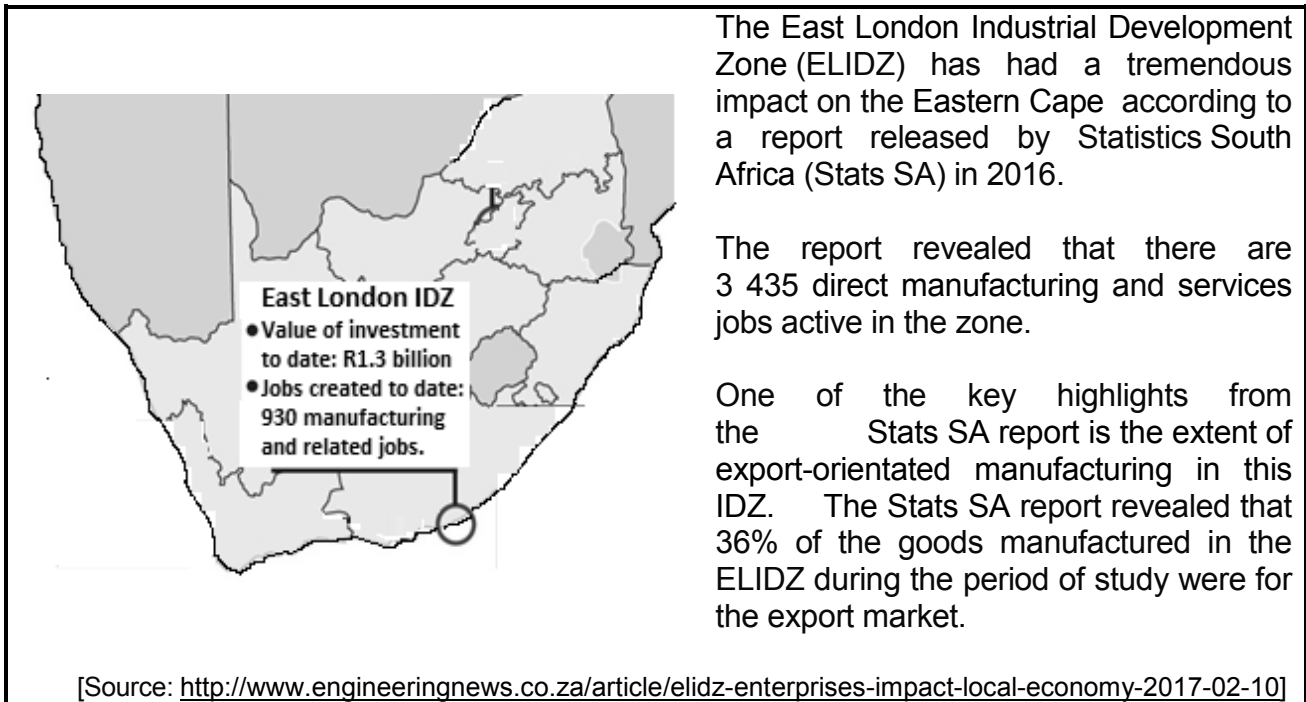 East London IDZ
• Value of investment
to date: R1.3 billion
• Jobs created to date:
930 manufacturing
and related jobs.
The East London Industrial Development
Zone (ELIDZ) has had a tremendous
impact on the Eastern Cape according to
a report released by Statistics South
Africa (Stats SA) in 2016.
The report revealed that there are
3 435 direct manufacturing and services
jobs active in the zone.
One of the key highlights from
the Stats SA report is the extent of
export-orientated manufacturing in this
IDZ. The Stats SA report revealed that
36% of the goods manufactured in the
ELIDZ during the period of study were for
the export market.
[Source: http://www.engineeringnews.co.za/article/elidz-enterprises-impact-local-economy-2017-02-10]